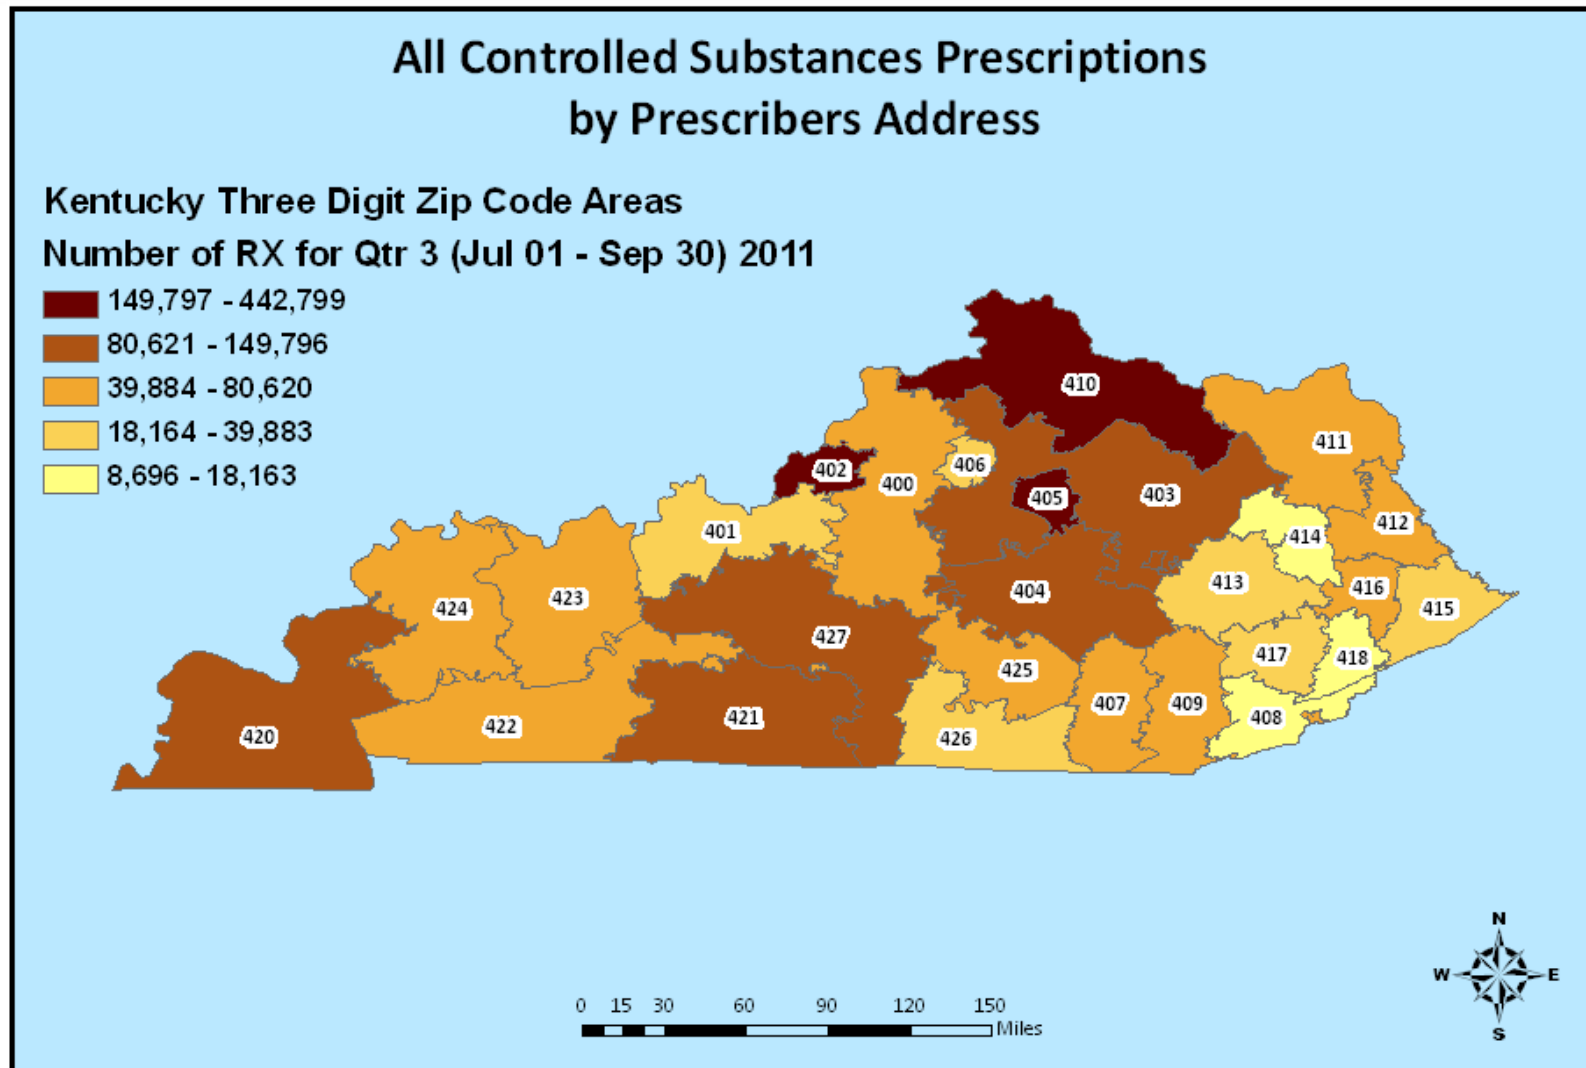 All Controlled Substances Prescriptions
by Prescribers Address
Kentucky Three Digit Zip Code Areas
Number of RX for Qtr 3 (Jul 01 - Sep 30) 2011
149,797 - 442,799
80,621 - 149,796
39,884 - 80,620
18,164 - 39,883
8,696 - 18,163
410
411
402
406
400
405
403
412
401
414
413
416
404
415
424
423
427
417
418
425
407
409
408
420
422
421
426
N
W
E
S
0 15 30 60 90 120 150
Miles